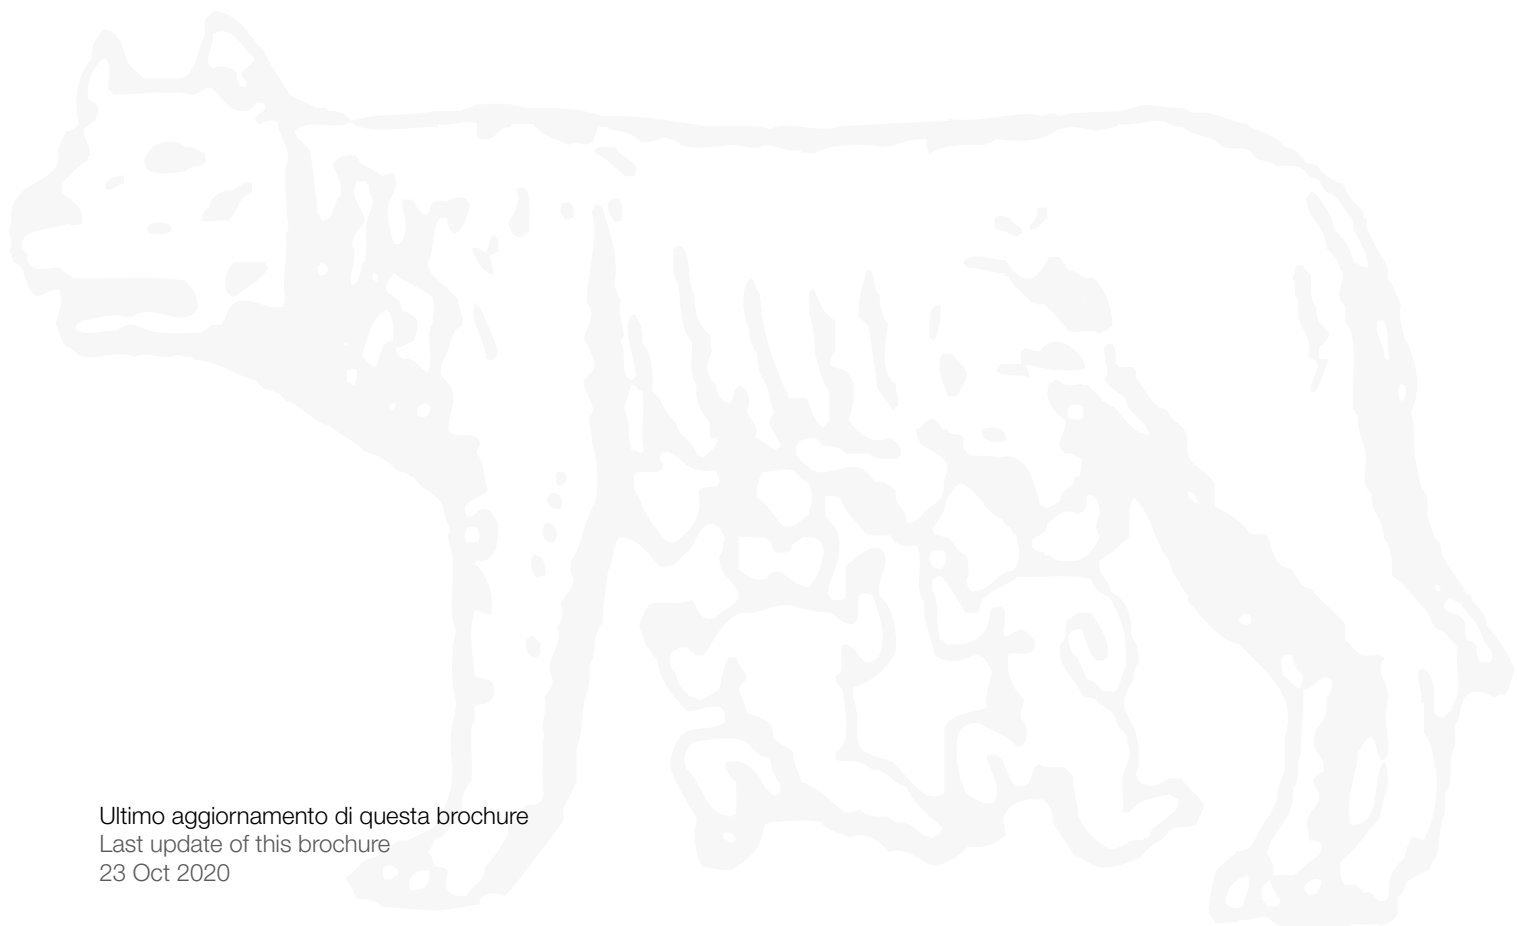 Ultimo aggiornamento di questa brochure
Last update of this brochure
23 Oct 2020